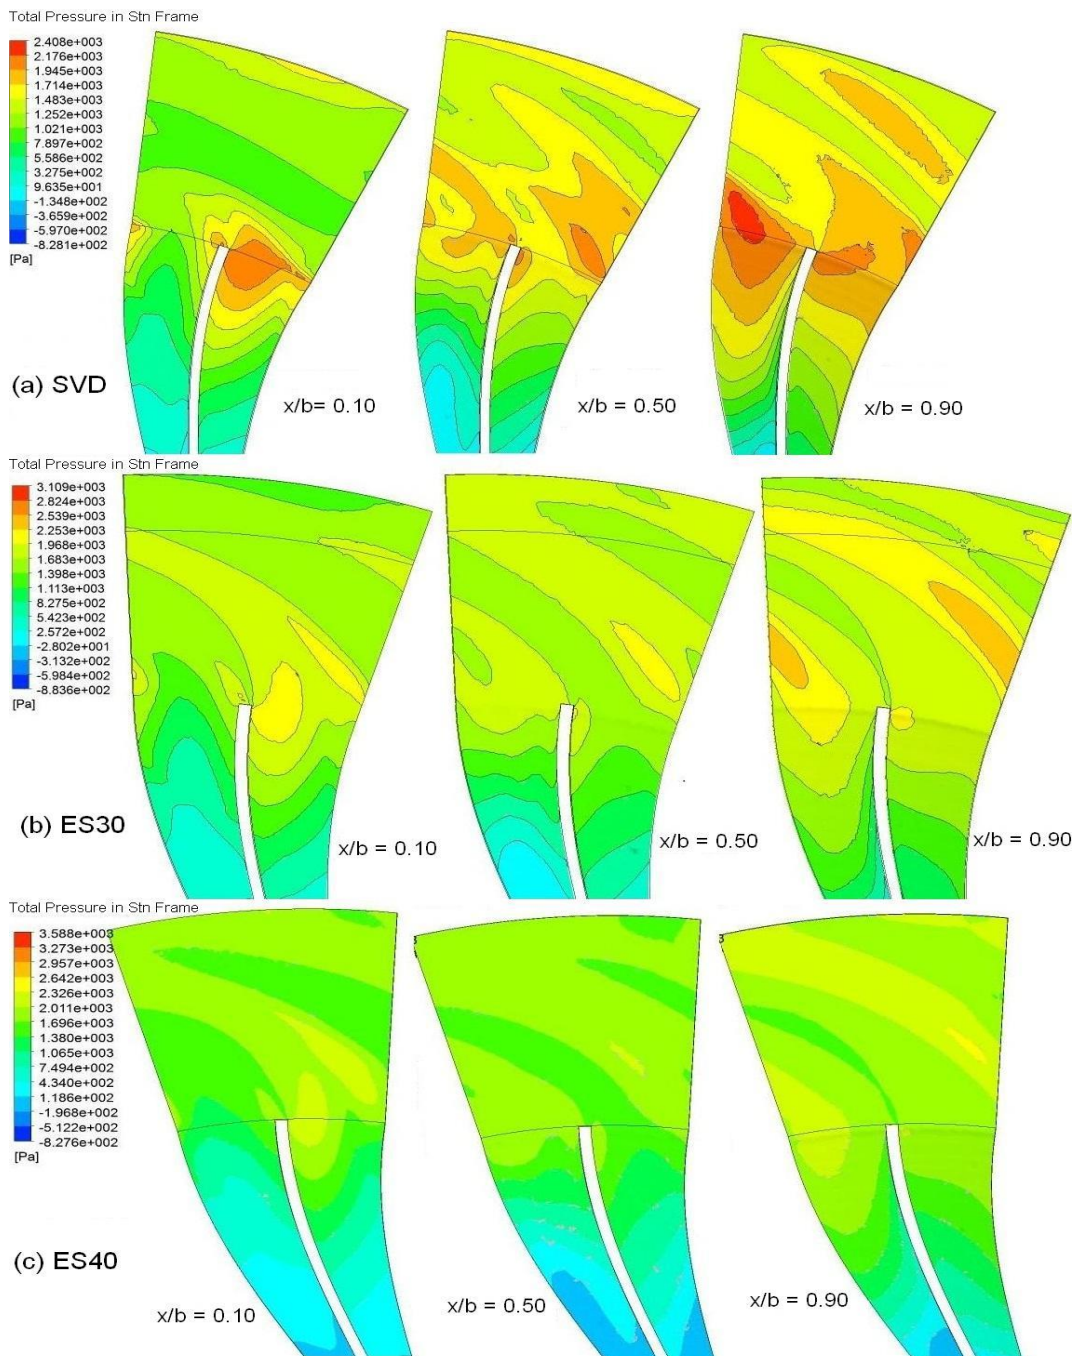 Total Pressure in Stn Frame
2.408e+003
2.176e+003
1.945e+003
1.714e+003
1.483e+003
1.252e+003
1.021e+003
7.897e+002
5.586e+002
3.275e+002
9.635e+001
-1.348e+002
-3.659e+002
-5.970e+002
-8.281e+002
[Pa]
(a) SVD
x/b= 0.10
x/b = 0.50
x/b = 0.90
Total Pressure in Stn Frame
3.109e+003
2.824e+003
2.539e+003
2.253e+003
1.968e+003
1.683e+003
1.398e+003
1.113e+003
8.275e+002
5.423e+002
2.572e+002
-2.802e+001
-3.132e+002
-5.984e+002
-8.836e+002
[Pa]
(b) ES30
x/b = 0.10
x/b = 0.50
x/b = 0.90
Total Pressure in Stn Frame
3.588e+003
3.273e+003
2.957e+003
2.642e+003
2.326e+003
2.011e+003
1.696e+003
1.380e+003
1.065e+003
7.494e+002
4.340e+002
1.186e+002
-1.968e+002
-5.122e+002
-8.276e+002
[Pa]
(c) ES40
x/b = 0.10
x/b = 0.50
x/b = 0.90